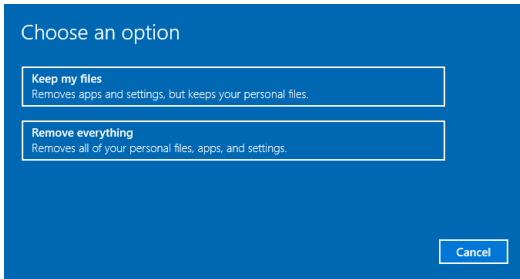 Choose an option
Keep my files
Removes apps and settings, but keeps your personal files.
Remove everything
Removes all of your personal files, apps, and settings.
Cancel